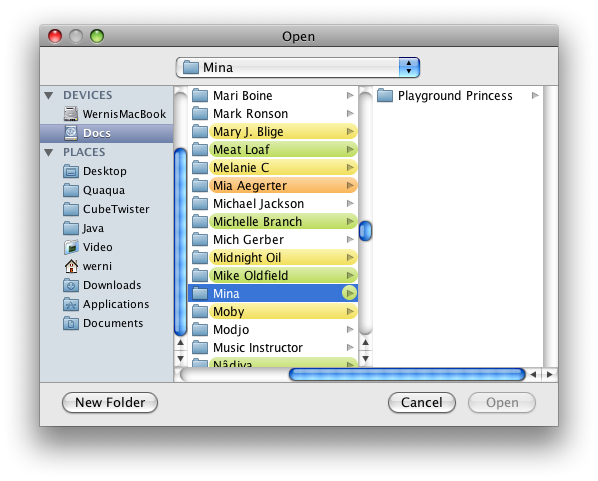 Open
Mina
DEVICES
WernisMacBook
Docs
PLACES
Desktop
Quaqua
CubeTwister
Java
Video
werni
Downloads
Applications
Documents
Mari Boine
Mark Ronson
Mary J. Blige
Meat Loaf
Melanie C
Mia Aegerter
Michael Jackson
Michelle Branch
Mich Gerber
Midnight Oil
Mike Oldfield
Mina
Moby
Modjo
Music Instructor
Nâdiya
Playground Princess
New Folder
Cancel
Open